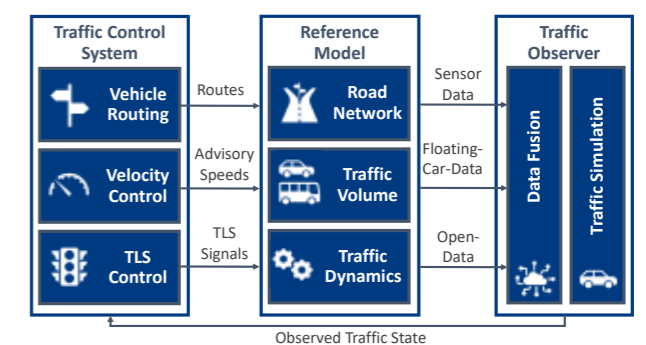 Traffic Control
System
Vehicle
Routing
Velocity
Control
TLS
Control
Routes
Advisory
Speeds
TLS
Signals
Reference
Model
Road
Network
Traffic
Volume
Traffic
Dynamics
Sensor
Data
Floating-
Car-Data
Open-
Data
Traffic
Observer
Data Fusion
Traffic Simulation
Observed Traffic State